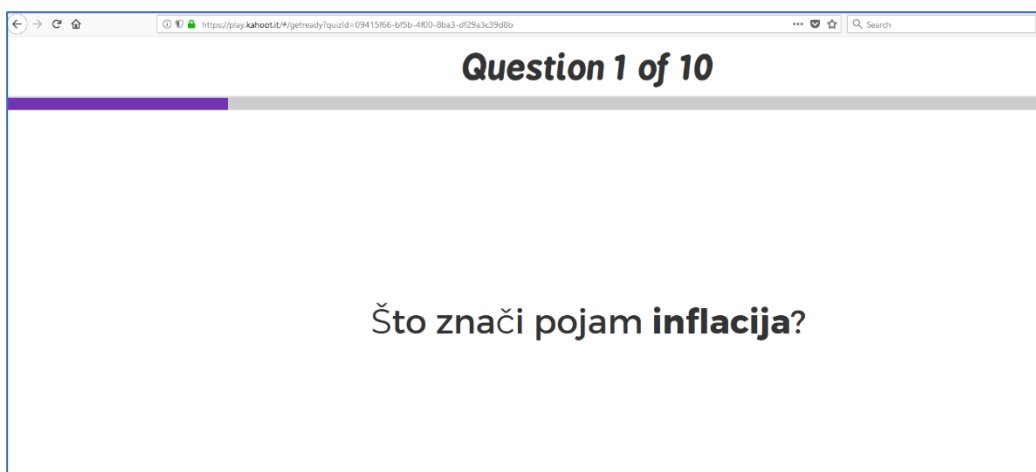 https://play.kahoot.it/#/getready?quizId=09415f66-bf5b-4f00-8ba3-df29a3c39d8b
Search
Question 1 of 10
Što znači pojam inflacija?